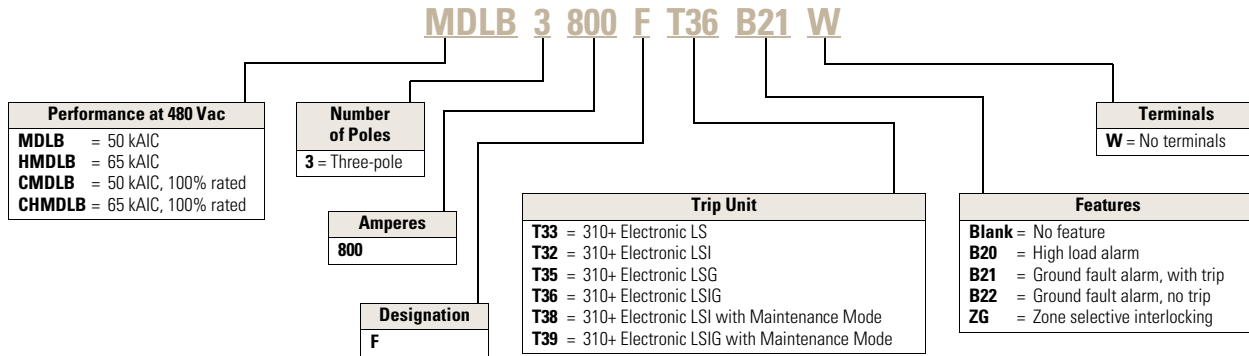 MDLB 3 800 F T36 B21 W
Performance at 480 Vac
MDLB = 50 kAIC
HMDLB = 65 kAIC
CMDLB = 50 kAIC, 100% rated
CHMDLB = 65 kAIC, 100% rated
Number
of Poles
3 = Three-pole
Amperes
800
Designation
F
Trip Unit
T33 = 310+ Electronic LS
T32 = 310+ Electronic LSI
T35 = 310+ Electronic LSG
T36 = 310+ Electronic LSIG
T38 = 310+ Electronic LSI with Maintenance Mode
T39 = 310+ Electronic LSIG with Maintenance Mode
Features
Blank = No feature
B20 = High load alarm
B21 = Ground fault alarm, with trip
B22 = Ground fault alarm, no trip
ZG = Zone selective interlocking
Terminals
W = No terminals